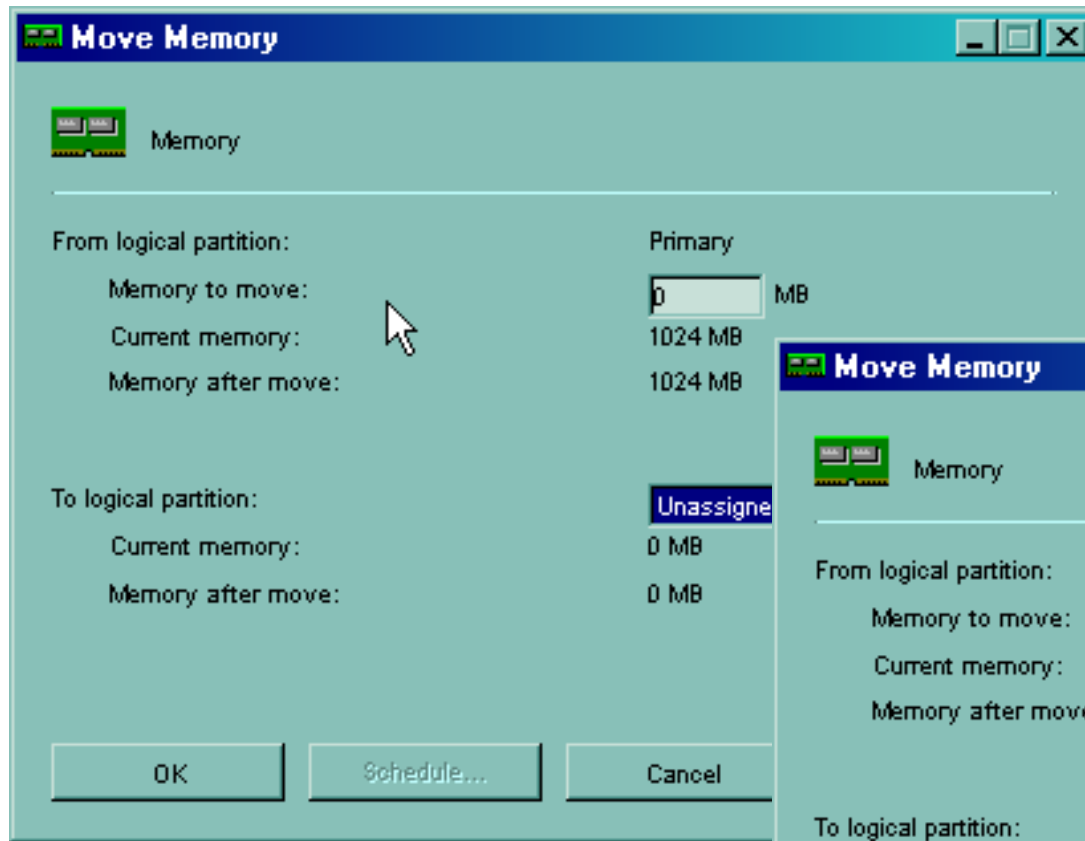 Move Memory
Memory
From logical partition: Primary
Memory to move: 0 MB
Current memory: 1024 MB
Memory after move: 1024 MB
To logical partition: Unassigne
Current memory: 0 MB
Memory after move: 0 MB
OK Schedule... Cancel
Move Memory
Memory
From logical partition:
Memory to move:
Current memory:
Memory after move
To logical partition: